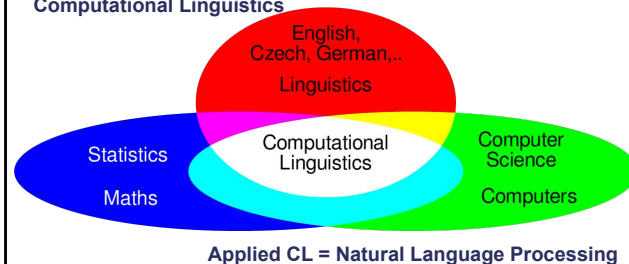 Computational Linguistics
English,
Czech, German,..
Linguistics
Statistics
Maths
Computational
Linguistics
Computer
Science
Computers
Applied CL = Natural Language Processing